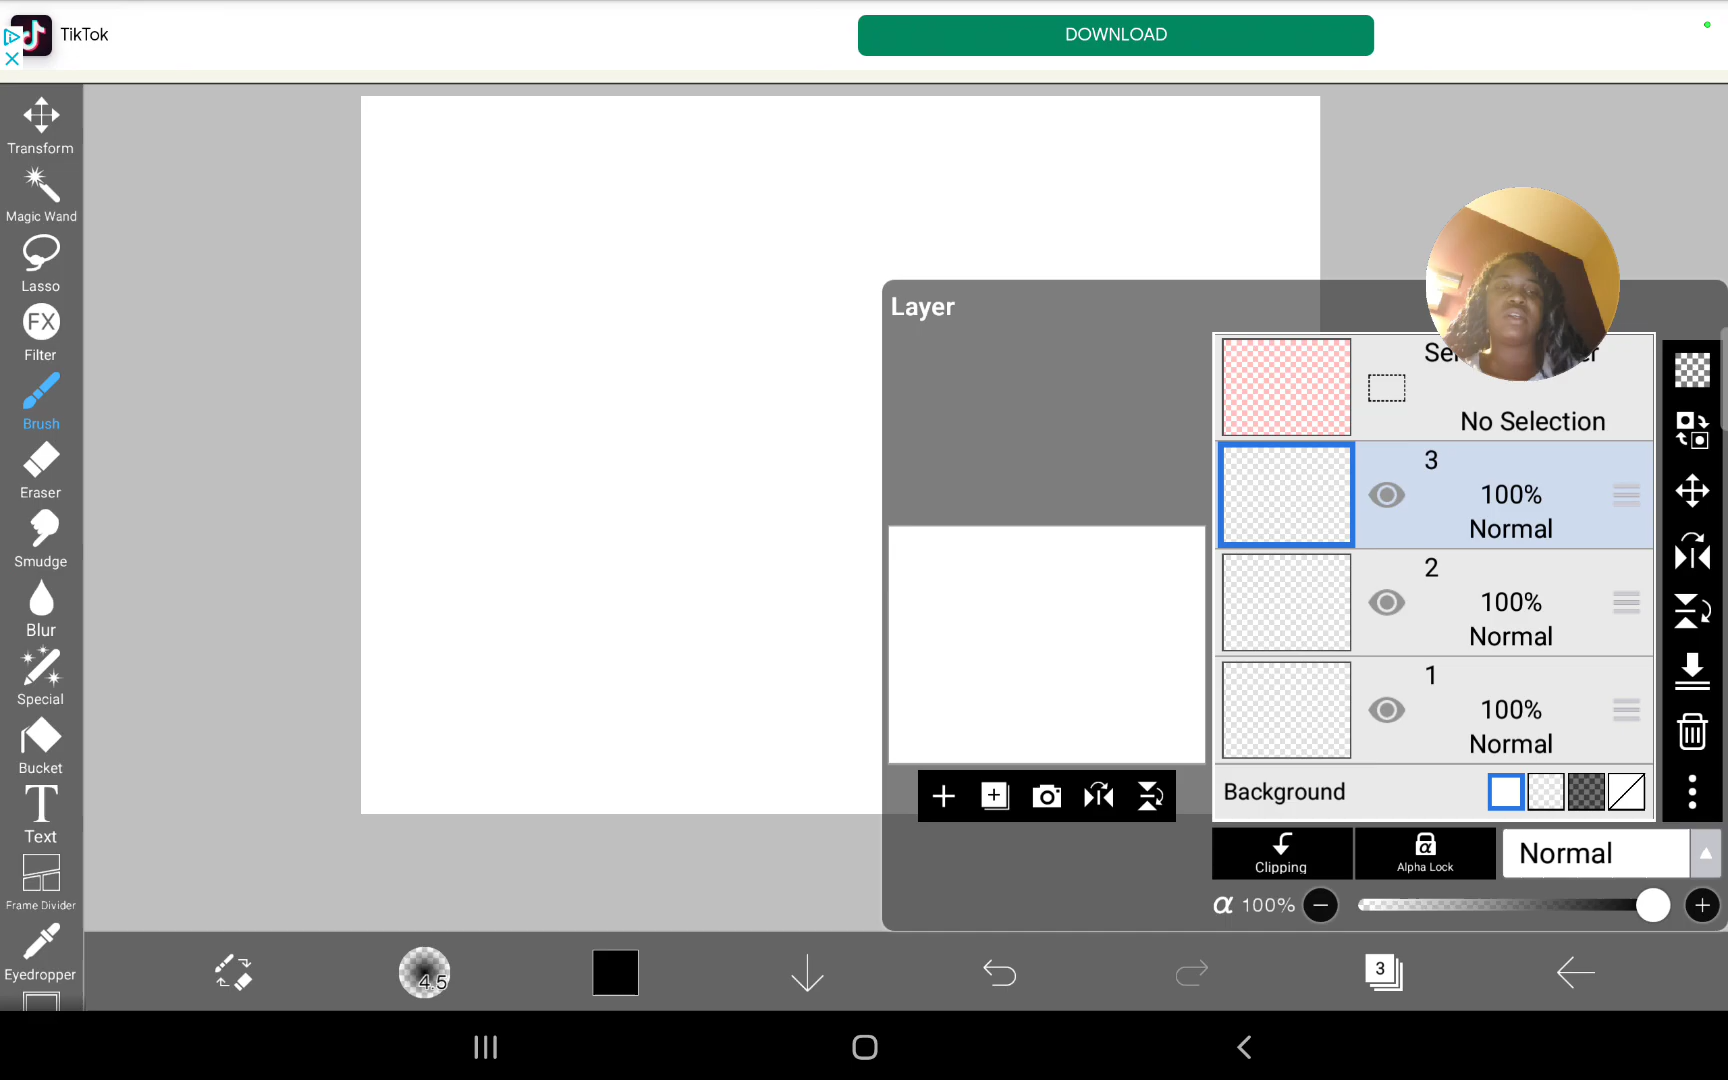 TikTok
DOWNLOAD
Transform
Magic Wand
Lasso
FX
Filter
Brush
Eraser
Smudge
Blur
Special
Bucket
T
Text
Frame Divider
Eyedropper
Layer
No Selection
3
100%
Normal
2
100%
Normal
1
100%
Normal
Background
Clipping
α
Alpha Lock
Normal
α 100%
4.5
3